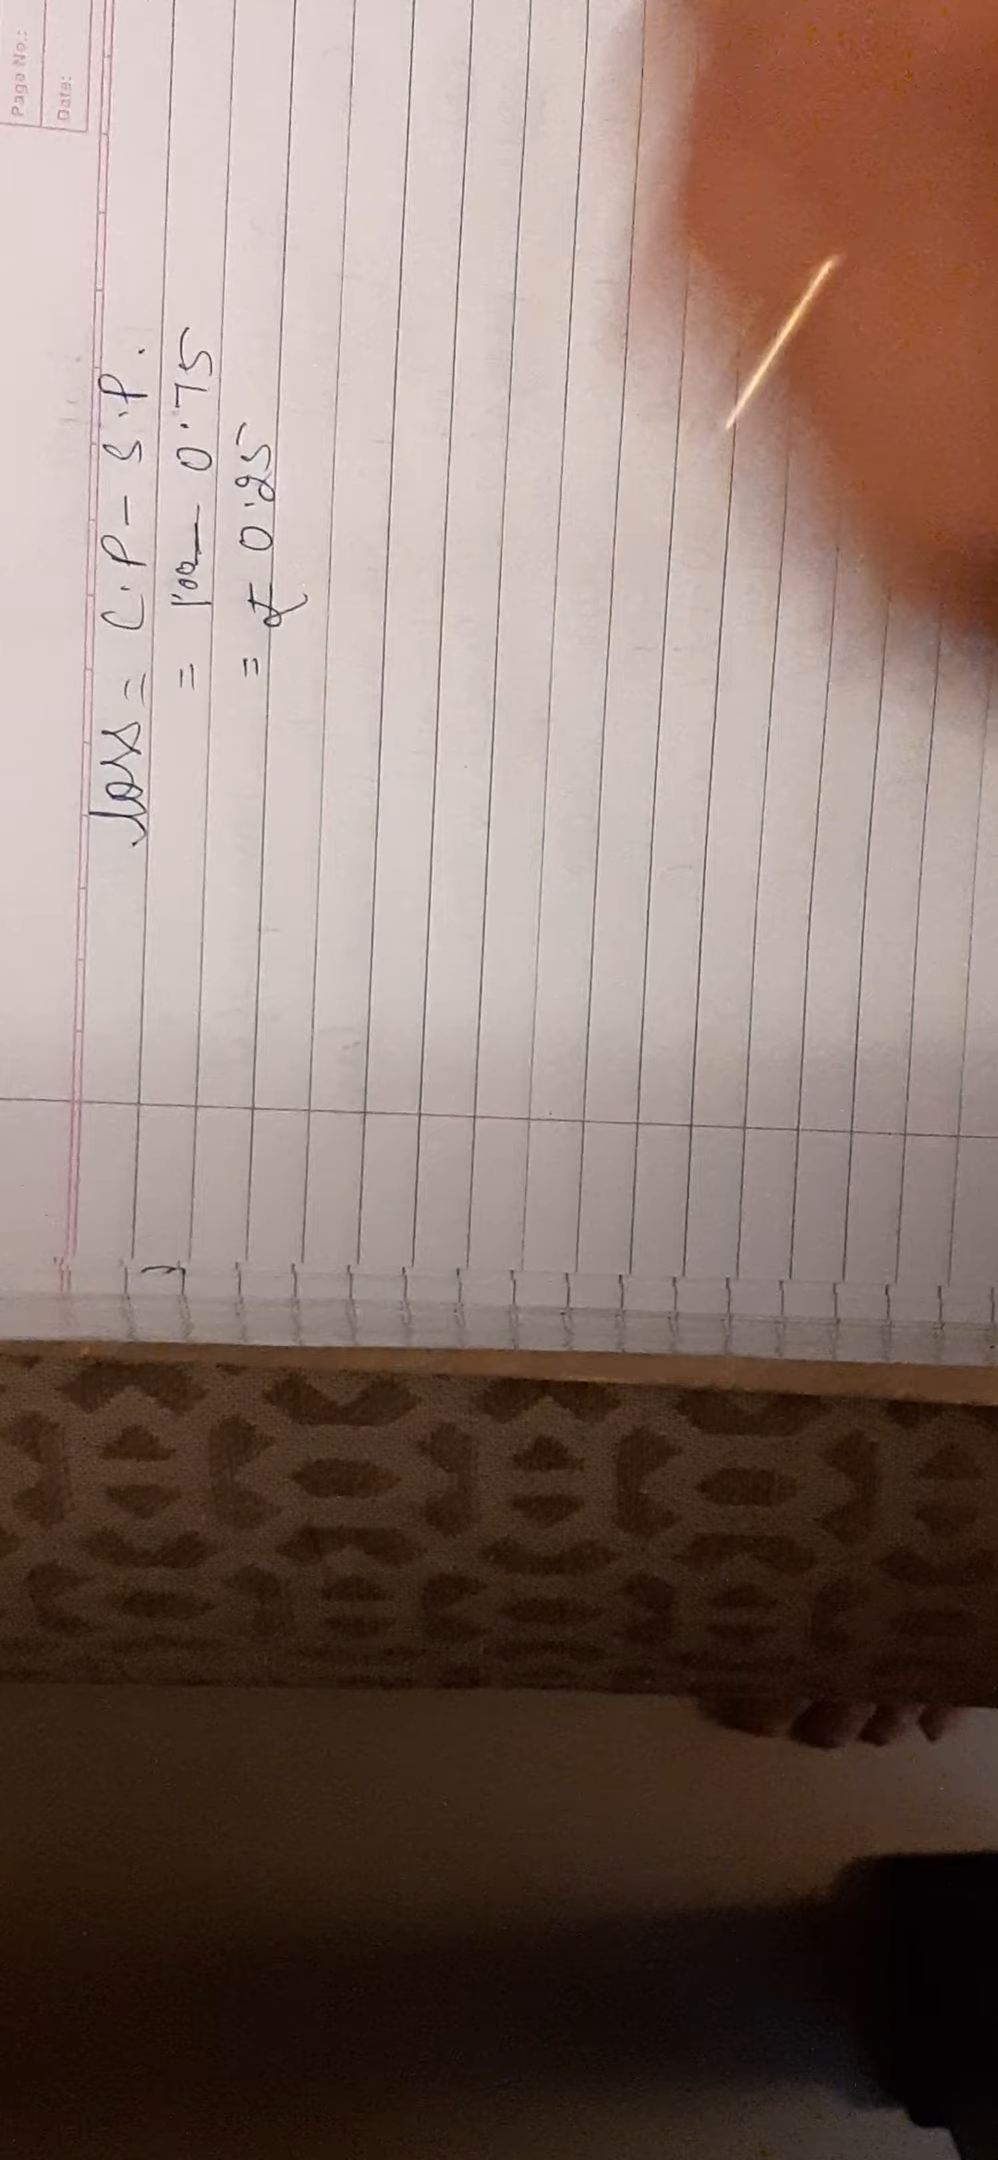 Page No.:
Date:
loss = C.P - S.P.
= 1.00 - 0.75
= ₹ 0.25